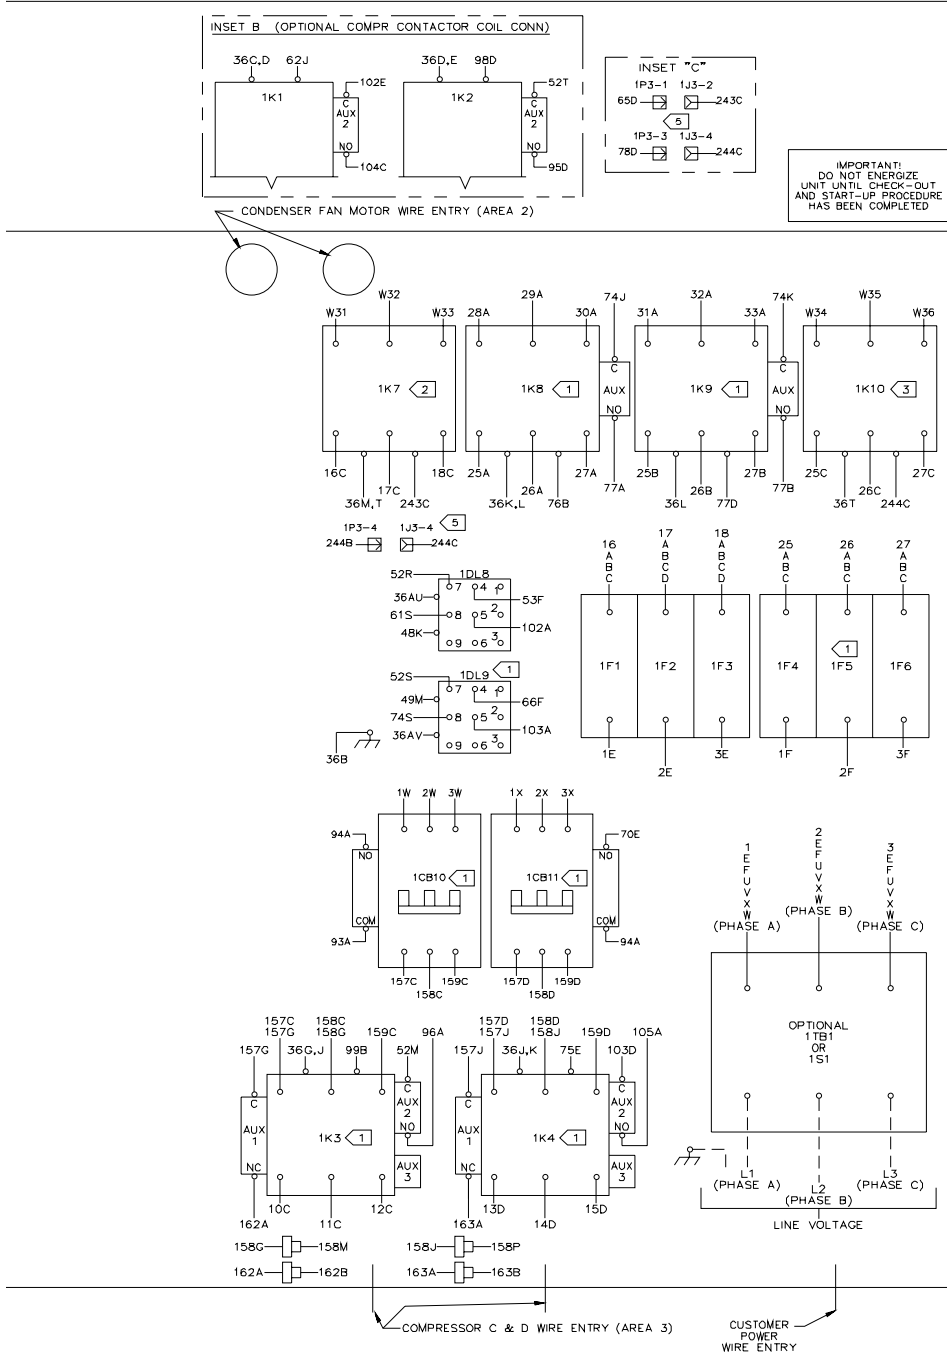 INSET B (OPTIONAL COMPR CONTACTOR COIL CONN)
36C,D 62J
102E
1K1
C
AUX
2
NO
104C
36D,E 98D
52T
1K2
C
AUX
2
NO
95D
INSET "C"
1P3-1 1J3-2
65D 243C
5
1P3-3 1J3-4
78D 244C
IMPORTANT!
DO NOT ENERGIZE
UNIT UNTIL CHECK-OUT
AND START-UP PROCEDURE
HAS BEEN COMPLETED
CONDENSER FAN MOTOR WIRE ENTRY (AREA 2)
W31 W32 W33
1K7 2
16C 17C 18C
36M,T 243C
28A 29A 30A
1K8 1
25A 26A 27A
36K,L 76B
74J
C
AUX
NO
77A
31A 32A 33A
1K9 1
25B 26B 27B
36L 77D
74K
C
AUX
NO
77B
W34 W35 W36
1K10 3
25C 26C 27C
36T 244C
1P3-4 1J3-4 5
244B 244C
52R 1DL8
36AU
61S
48K
7 4 1
8 5 2
9 6 3
53F
102A
52S 1DL9 1
49M
74S
36AV
7 4 1
8 5 2
9 6 3
66F
103A
36B
16
A
B
C
17
A
B
C
D
18
A
B
C
D
25
A
B
C
26
A
B
C
27
A
B
C
1F1 1F2 1F3 1F4 1F5 1F6
1
1E 2E 3E 1F 2F 3F
1W 2W 3W
94A
NO
1CB10 1
COM
93A
157C 158C 159C
1X 2X 3X
70E
NO
1CB11 1
COM
94A
157D 158D 159D
1
E
F
U
V
X
W
(PHASE A)
2
E
F
U
V
X
W
(PHASE B)
3
E
F
U
V
X
W
(PHASE C)
OPTIONAL
1TB1
OR
1S1
L1
(PHASE A)
L2
(PHASE B)
L3
(PHASE C)
LINE VOLTAGE
157C 158C
157G 158G 159C 96A
157G 36G,J 99B 52M
C
AUX
1
NC
1K3 1
C
AUX
2
NO
AUX
3
162A 10C 11C 12C
157D 158D
157J 158J 159D 105A
157J 36J,K 75E 103D
C
AUX
1
NC
1K4 1
C
AUX
2
NO
AUX
3
163A 13D 14D 15D
158G 158M
162A 162B
158J 158P
163A 163B
COMPRESSOR C & D WIRE ENTRY (AREA 3)
CUSTOMER
POWER
WIRE ENTRY